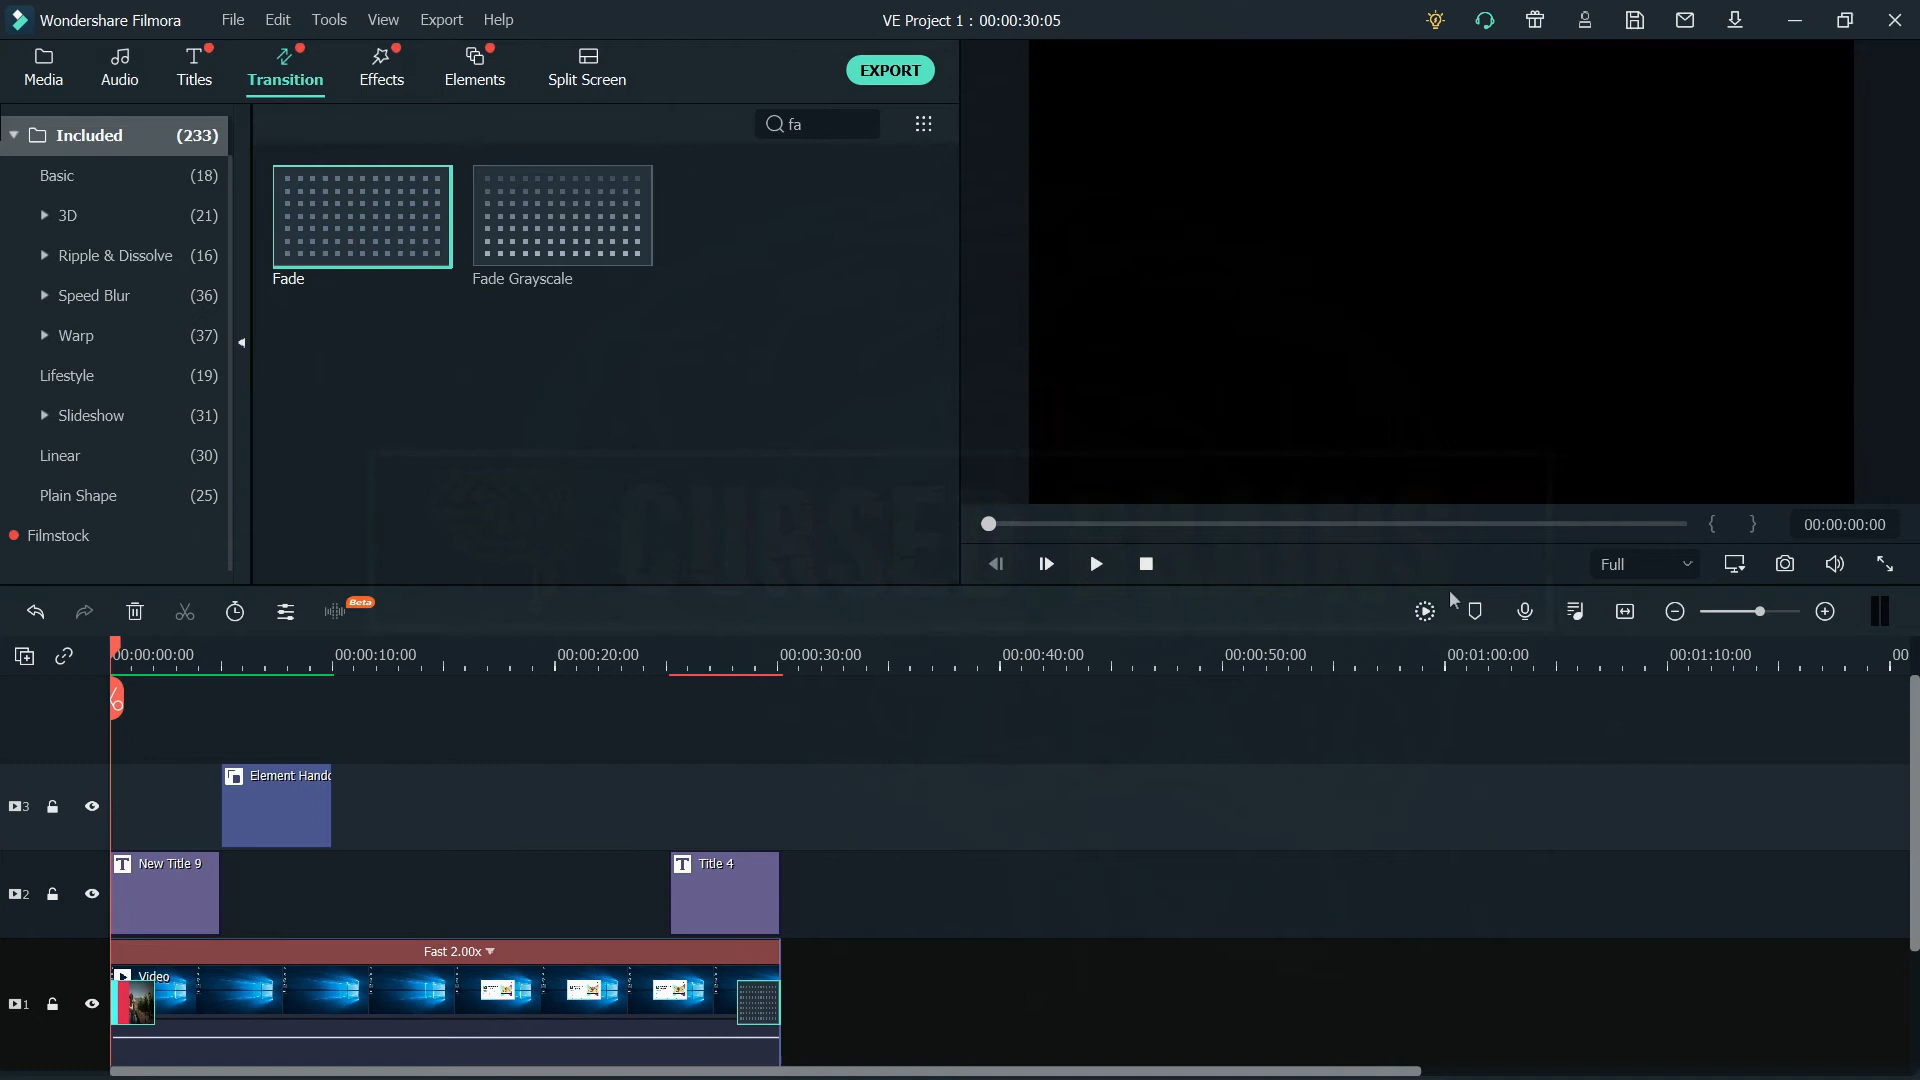 Wondershare Filmora
File
Edit
Tools
View
Export
Help
VE Project 1 : 00:00:30:05
Media
Audio
Titles
Transition
Effects
Elements
Split Screen
EXPORT
Included (233)
Basic (18)
3D (21)
Ripple & Dissolve (16)
Speed Blur (36)
Warp (37)
Lifestyle (19)
Slideshow (31)
Linear (30)
Plain Shape (25)
Filmstock
fa
Fade
Fade Grayscale
{ }
00:00:00:00
Full
Beta
00:00:00:00
00:00:10:00
00:00:20:00
00:00:30:00
00:00:40:00
00:00:50:00
00:01:00:00
00:01:10:00
00
3
Element Hand
2
New Title 9
Title 4
Fast 2.00x
Video
1